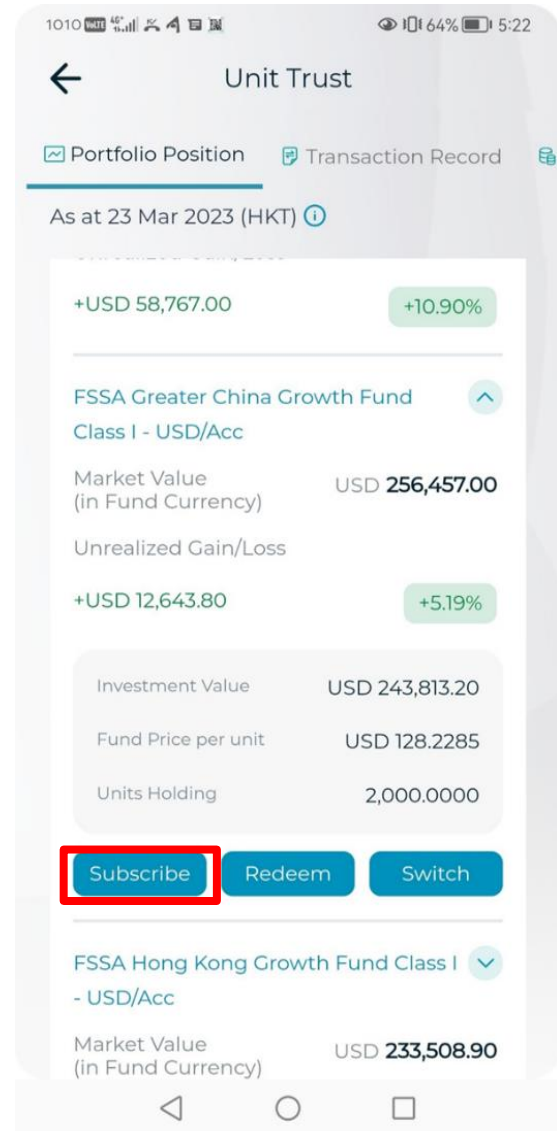 1010 64% 5:22
Unit Trust
Portfolio Position Transaction Record
As at 23 Mar 2023 (HKT)
+USD 58,767.00 +10.90%
FSSA Greater China Growth Fund
Class I - USD/Acc
Market Value
(in Fund Currency) USD 256,457.00
Unrealized Gain/Loss
+USD 12,643.80 +5.19%
Investment Value USD 243,813.20
Fund Price per unit USD 128.2285
Units Holding 2,000.0000
Subscribe Redeem Switch
FSSA Hong Kong Growth Fund Class I
- USD/Acc
Market Value
(in Fund Currency) USD 233,508.90